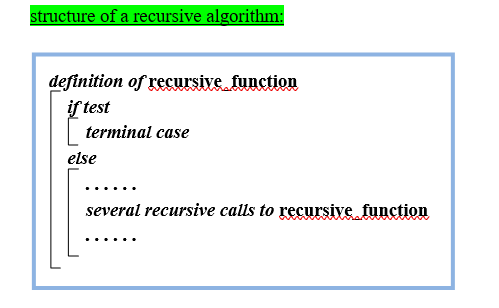 structure of a recursive algorithm:
definition of recursive_function
if test
terminal case
else
......
several recursive calls to recursive_function
......